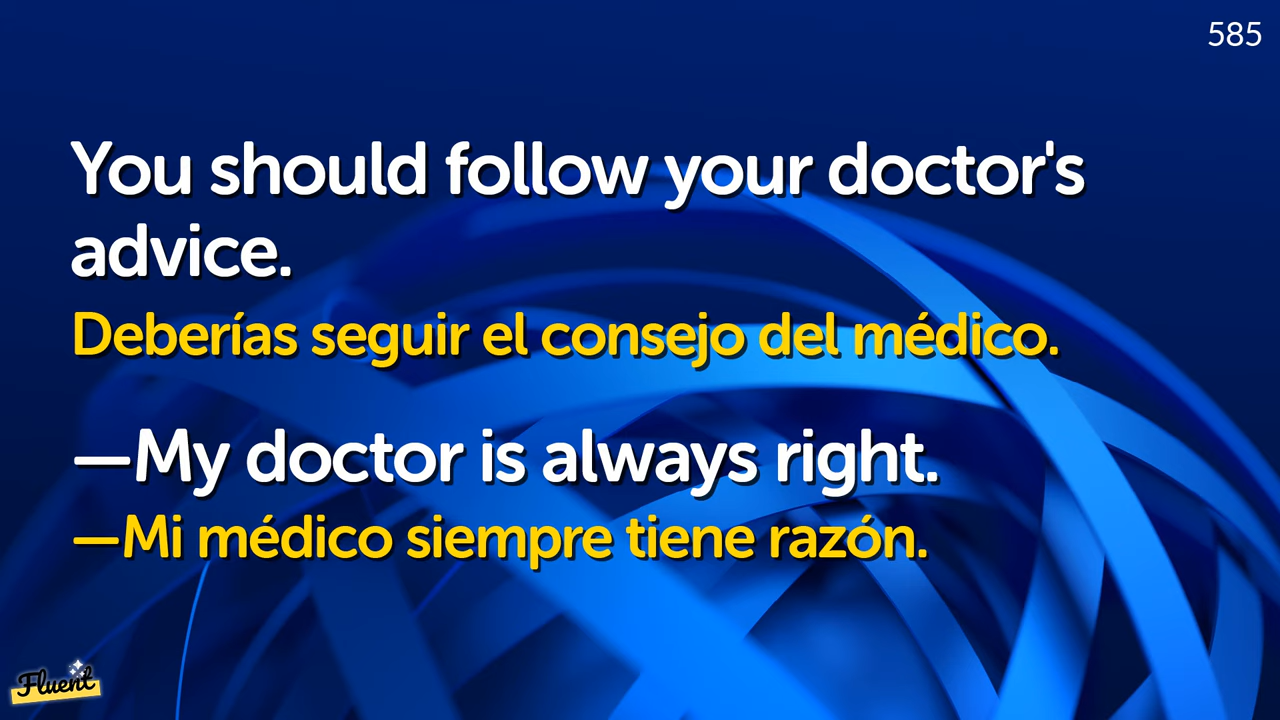 585
You should follow your doctor's
advice.
Deberías seguir el consejo del médico.
—My doctor is always right.
—Mi médico siempre tiene razón.
Fluent